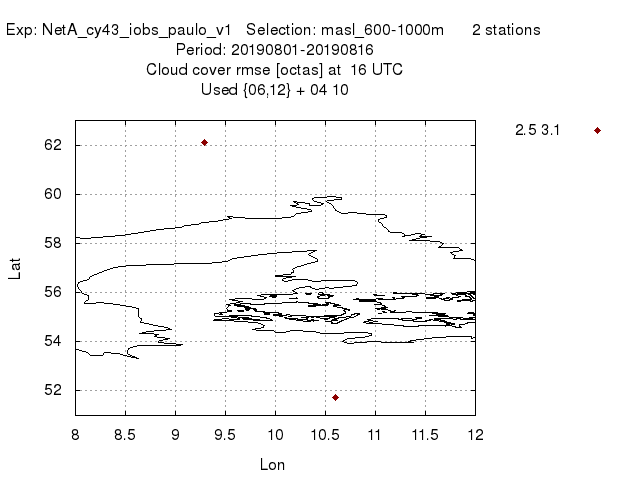 Exp: NetA_cy43_iobs_paulo_v1 Selection: masl_600-1000m 2 stations
Period: 20190801-20190816
Cloud cover rmse [octas] at 16 UTC
Used {06,12} + 04 10
2.5 3.1
62
60
58
56
54
52
Lat
8 8.5 9 9.5 10 10.5 11 11.5 12
Lon